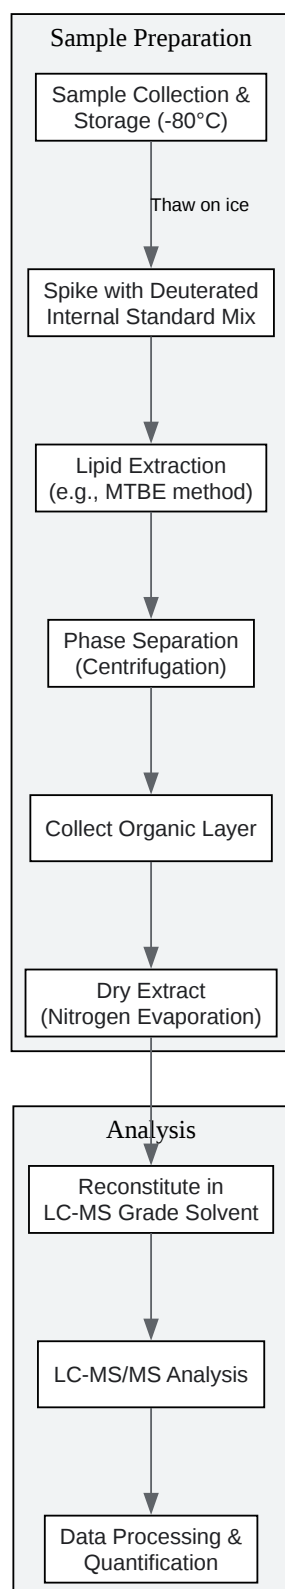 Sample Preparation
Sample Collection &
Storage (-80°C)
Thaw on ice
Spike with Deuterated
Internal Standard Mix
Lipid Extraction
(e.g., MTBE method)
Phase Separation
(Centrifugation)
Collect Organic Layer
Dry Extract
(Nitrogen Evaporation)
Analysis
Reconstitute in
LC-MS Grade Solvent
LC-MS/MS Analysis
Data Processing &
Quantification